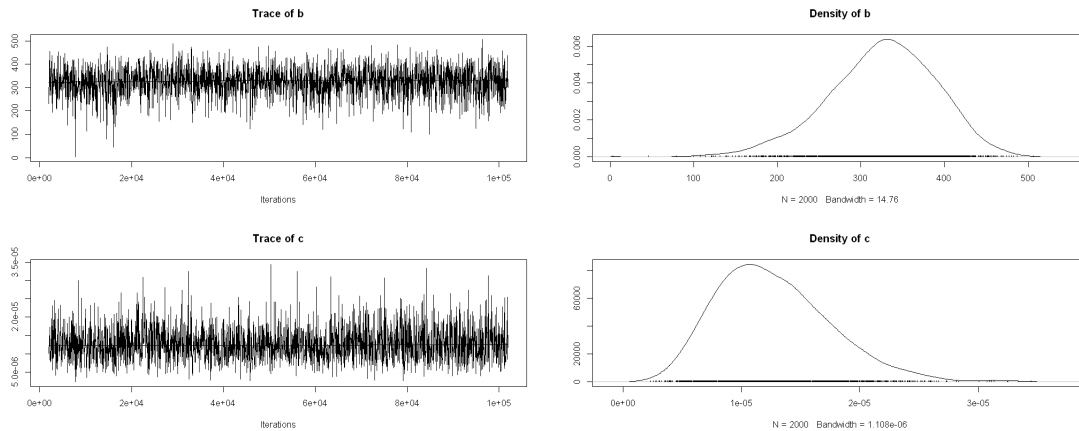 Trace of b
500
400
300
200
100
0
0e+00 2e+04 4e+04 6e+04 8e+04 1e+05
Iterations
Density of b
0.006
0.004
0.002
0.000
0 100 200 300 400 500
N = 2000 Bandwidth = 14.76
Trace of c
3.5e-05
2.0e-05
5.0e-06
0e+00 2e+04 4e+04 6e+04 8e+04 1e+05
Iterations
Density of c
60000
20000
0
0e+00 1e-05 2e-05 3e-05
N = 2000 Bandwidth = 1.108e-06